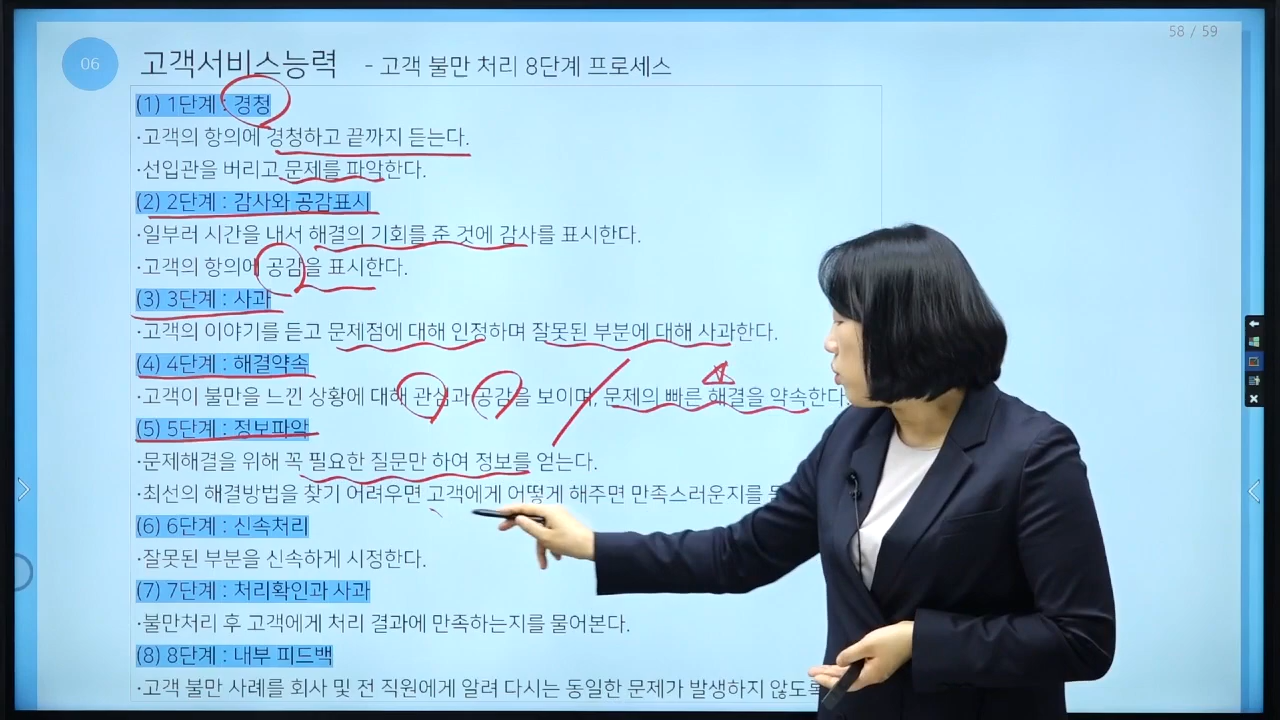 58 / 59
06 고객서비스능력 - 고객 불만 처리 8단계 프로세스
(1) 1단계 : 경청
·고객의 항의에 경청하고 끝까지 듣는다.
·선입관을 버리고 문제를 파악한다.
(2) 2단계 : 감사와 공감표시
·일부러 시간을 내서 해결의 기회를 준 것에 감사를 표시한다.
·고객의 항의에 공감을 표시한다.
(3) 3단계 : 사과
·고객의 이야기를 듣고 문제점에 대해 인정하며 잘못된 부분에 대해 사과한다.
(4) 4단계 : 해결약속
·고객이 불만을 느낀 상황에 대해 관심과 공감을 보이며, 문제의 빠른 해결을 약속한다.
(5) 5단계 : 정보파악
·문제해결을 위해 꼭 필요한 질문만 하여 정보를 얻는다.
·최선의 해결방법을 찾기 어려우면 고객에게 어떻게 해주면 만족스러운지를
(6) 6단계 : 신속처리
·잘못된 부분을 신속하게 시정한다.
(7) 7단계 : 처리확인과 사과
·불만처리 후 고객에게 처리 결과에 만족하는지를 물어본다.
(8) 8단계 : 내부 피드백
·고객 불만 사례를 회사 및 전 직원에게 알려 다시는 동일한 문제가 발생하지 않도록